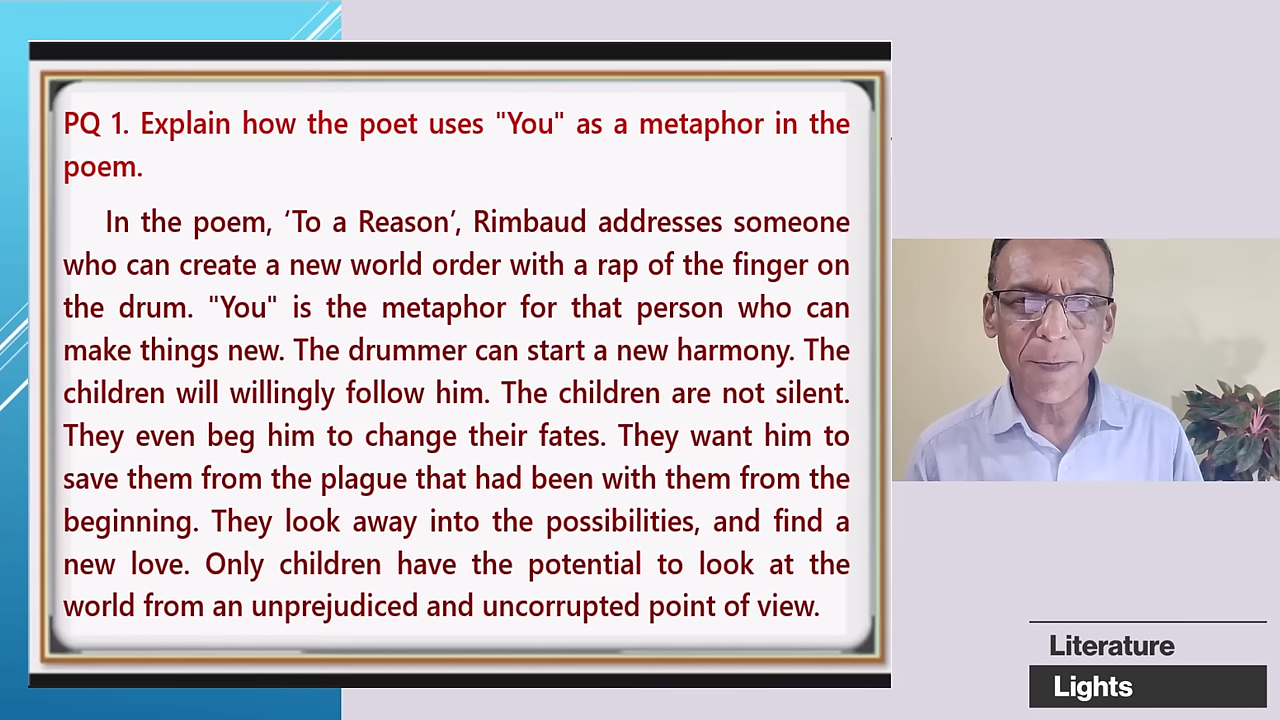 PQ 1. Explain how the poet uses "You" as a metaphor in the
poem.
In the poem, ‘To a Reason’, Rimbaud addresses someone
who can create a new world order with a rap of the finger on
the drum. "You" is the metaphor for that person who can
make things new. The drummer can start a new harmony. The
children will willingly follow him. The children are not silent.
They even beg him to change their fates. They want him to
save them from the plague that had been with them from the
beginning. They look away into the possibilities, and find a
new love. Only children have the potential to look at the
world from an unprejudiced and uncorrupted point of view.
Literature
Lights